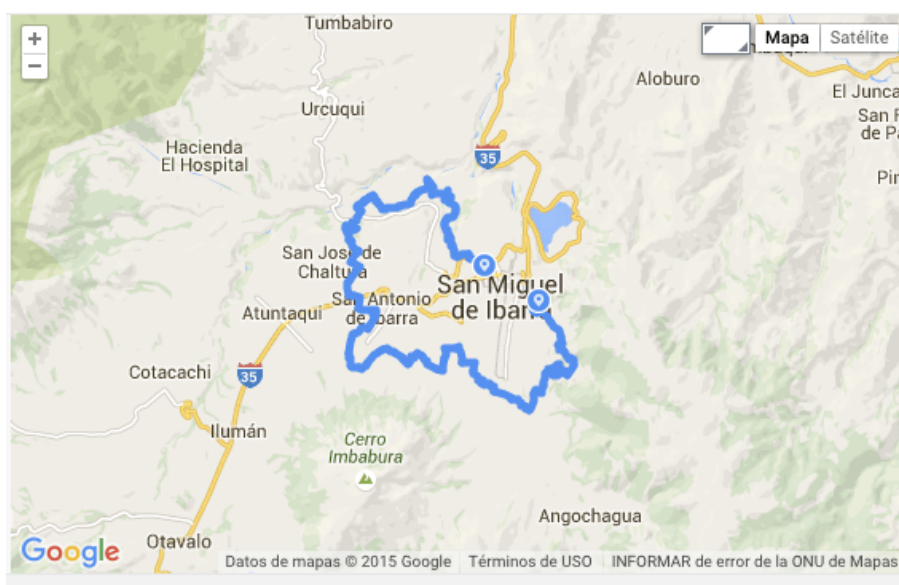 Tumbabiro
+
−
Mapa
Satélite
Aloburo
El Junca
San F
de Pa
Urcuqui
Hacienda
El Hospital
35
Pir
San José de
Chaltura
San Miguel
de Ibarra
San Antonio
de Ibarra
Atuntaqui
Cotacachi
35
Ilumán
Cerro
Imbabura
Angochagua
Otavalo
Google
Datos de mapas © 2015 Google
Términos de USO
INFORMAR de error de la ONU de Mapas